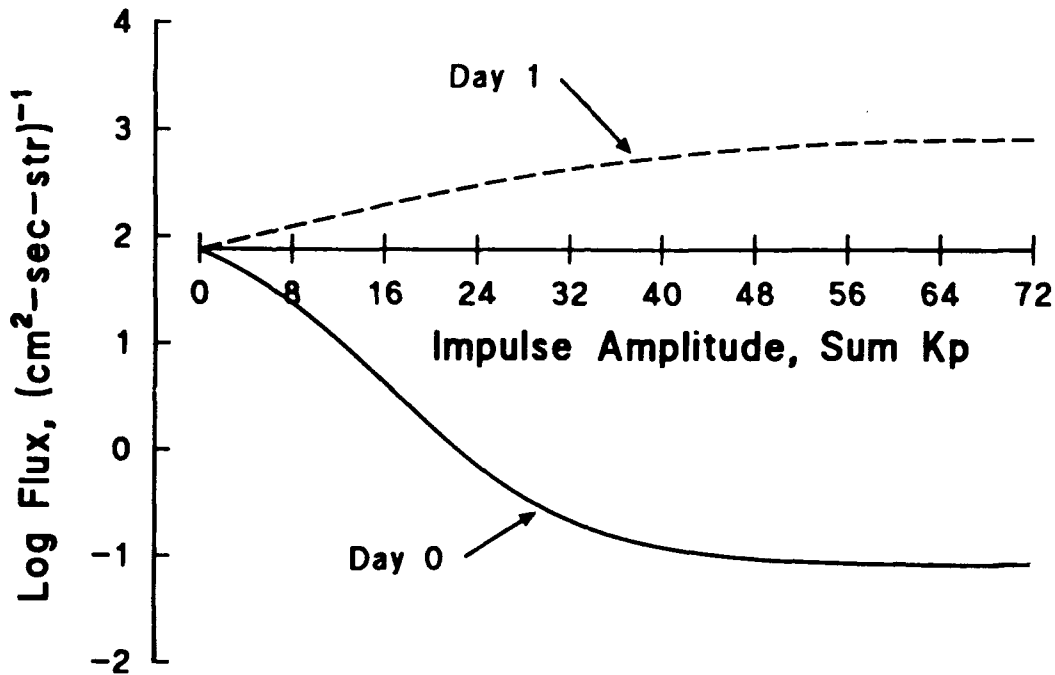 Log Flux, (cm²-sec-str)⁻¹
4
3
2
1
0
-1
-2
Day 1
0 8 16 24 32 40 48 56 64 72
Impulse Amplitude, Sum Kp
Day 0